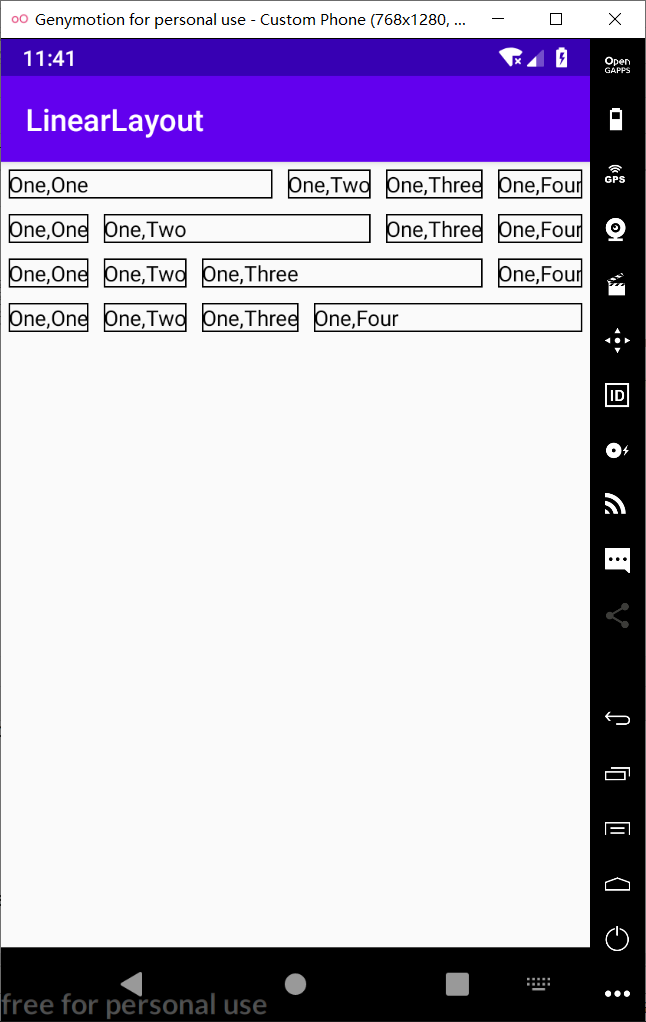 Genymotion for personal use - Custom Phone (768x1280, ...
11:41
Open
GAPPS
LinearLayout
GPS
One,One One,Two One,Three One,Four
One,One One,Two One,Three One,Four
One,One One,Two One,Three One,Four
One,One One,Two One,Three One,Four
ID
free for personal use